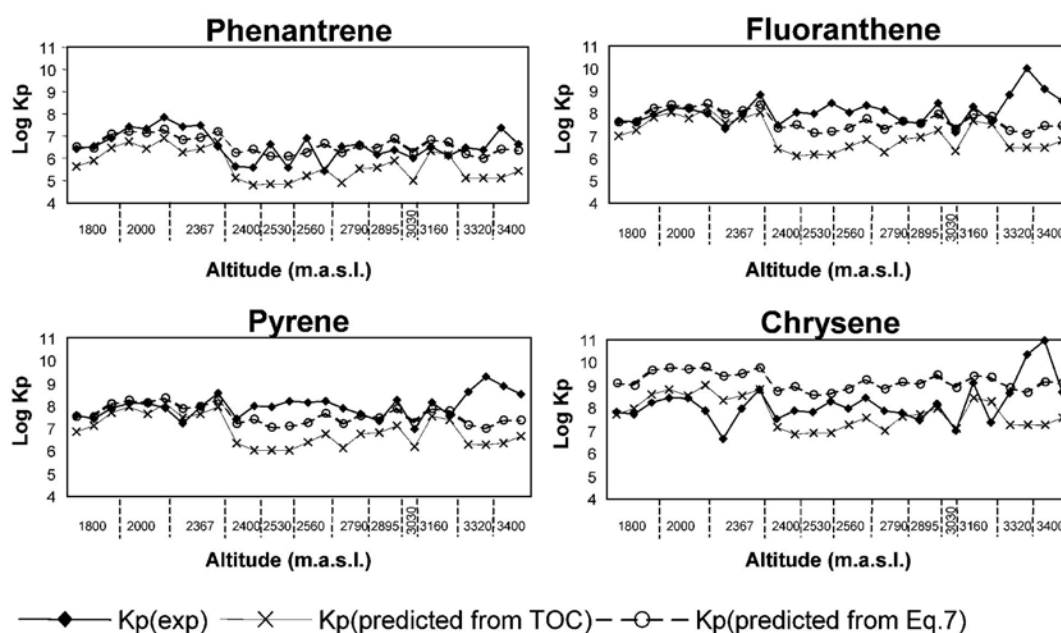 Phenantrene
Fluoranthene
Log Kp
11
10
9
8
7
6
5
4
1800 2000 2367 2400 2530 2560 2790 2895 3030 3160 3320 3400
Altitude (m.a.s.l.)
Log Kp
11
10
9
8
7
6
5
4
1800 2000 2367 2400 2530 2560 2790 2895 3030 3160 3320 3400
Altitude (m.a.s.l.)
Pyrene
Chrysene
Log Kp
11
10
9
8
7
6
5
4
1800 2000 2367 2400 2530 2560 2790 2895 3030 3160 3320 3400
Altitude (m.a.s.l.)
Log Kp
11
10
9
8
7
6
5
4
1800 2000 2367 2400 2530 2560 2790 2895 3030 3160 3320 3400
Altitude (m.a.s.l.)
Kp(exp) Kp(predicted from TOC) Kp(predicted from Eq.7)